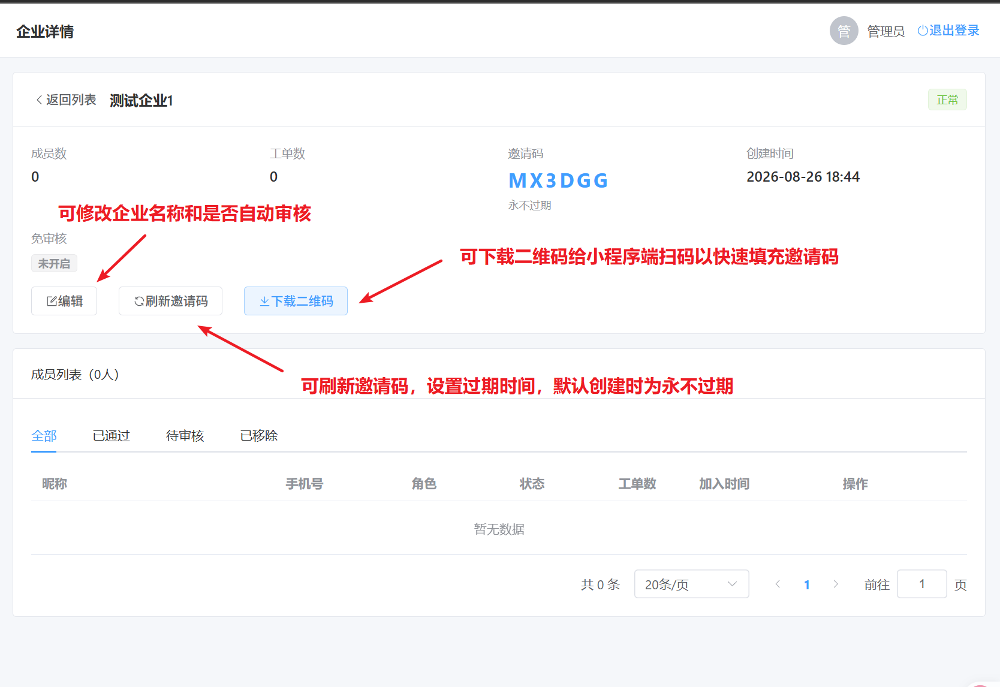 企业详情
管 管理员 退出登录
返回列表 测试企业1 正常
成员数 工单数 邀请码 创建时间
0 0 MX3DGG 2026-08-26 18:44
永不过期
可修改企业名称和是否自动审核
免审核
未开启
可下载二维码给小程序端扫码以快速填充邀请码
编辑 刷新邀请码 下载二维码
成员列表（0人）
可刷新邀请码，设置过期时间，默认创建时为永不过期
全部 已通过 待审核 已移除
昵称 手机号 角色 状态 工单数 加入时间 操作
暂无数据
共 0 条 20条/页 1 前往 1 页